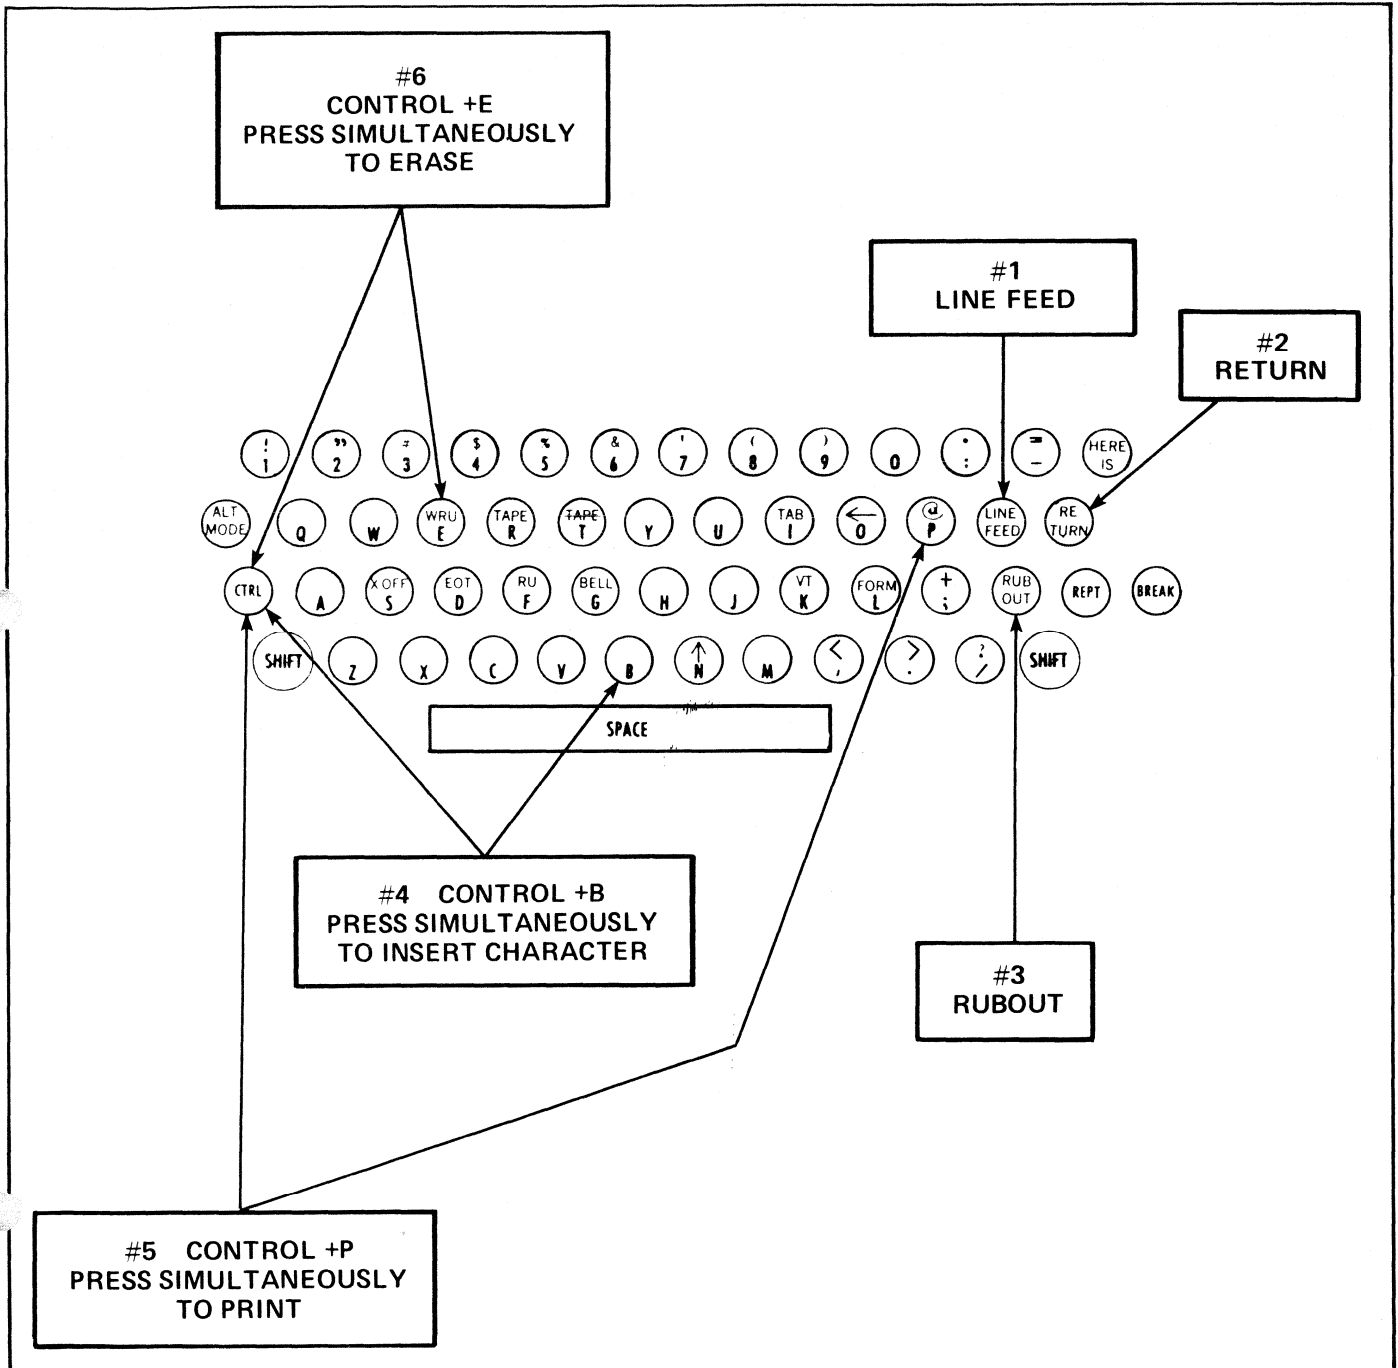 #6
CONTROL +E
PRESS SIMULTANEOUSLY
TO ERASE
#1
LINE FEED
#2
RETURN
! 1 " 2 # 3 $ 4 % 5 & 6 ' 7 ( 8 ) 9 0 * : = - HERE IS
ALT MODE Q W WRU E TAPE R TAPE T Y U TAB I ← O @ P LINE FEED RE TURN
CTRL A X OFF S EOT D RU F BELL G H J VT K FORM L + ; RUB OUT REPT BREAK
SHIFT Z X C V B ↑ N M < , > . ? / SHIFT
SPACE
#4 CONTROL +B
PRESS SIMULTANEOUSLY
TO INSERT CHARACTER
#3
RUBOUT
#5 CONTROL +P
PRESS SIMULTANEOUSLY
TO PRINT